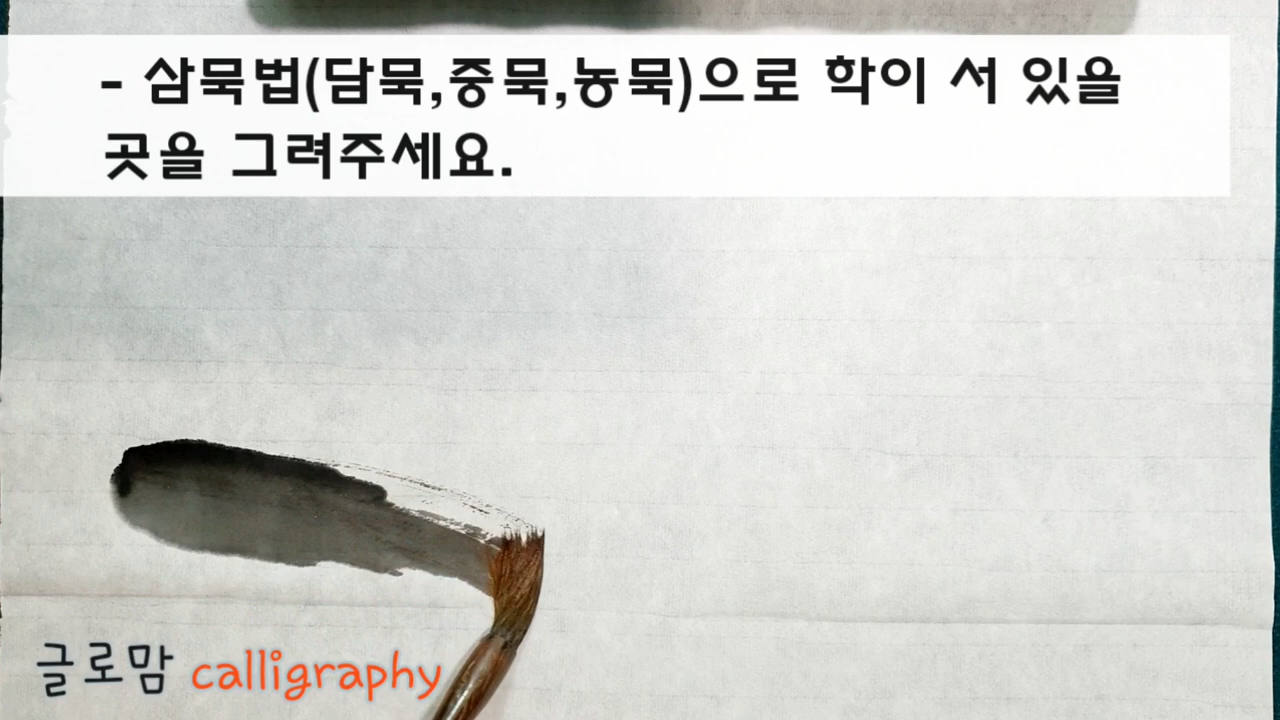 - 삼묵법(담묵,중묵,농묵)으로 학이 서 있을
곳을 그려주세요.
글로맘 calligraphy